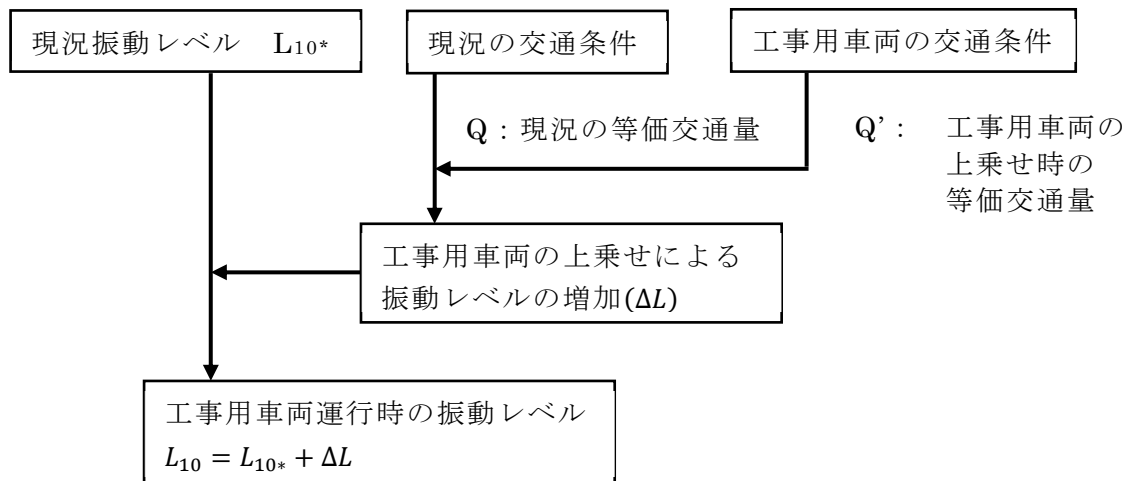 現況振動レベル　L₁₀*
現況の交通条件
工事用車両の交通条件
Q：現況の等価交通量
Q’：　工事用車両の
上乗せ時の
等価交通量
工事用車両の上乗せによる
振動レベルの増加(ΔL)
工事用車両運行時の振動レベル
L₁₀ = L₁₀* + ΔL